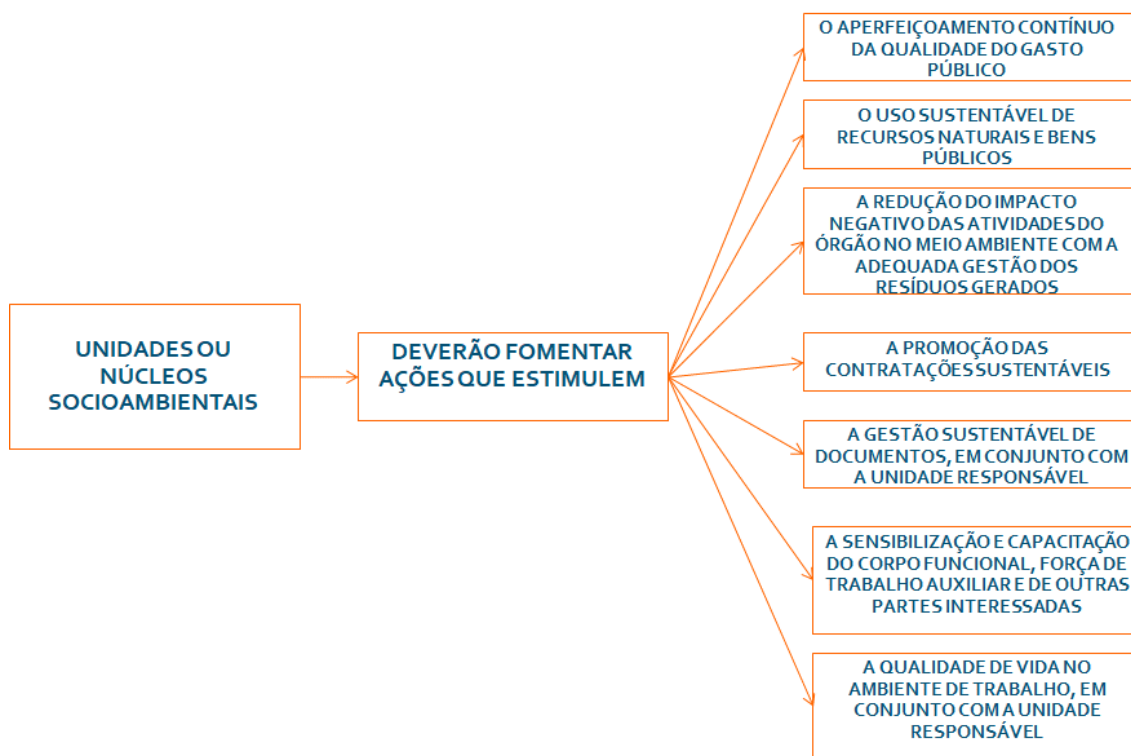 UNIDADES OU
NÚCLEOS
SOCIOAMBIENTAIS
DEVERÃO FOMENTAR
AÇÕES QUE ESTIMULEM
O APERFEIÇOAMENTO CONTÍNUO
DA QUALIDADE DO GASTO
PÚBLICO
O USO SUSTENTÁVEL DE
RECURSOS NATURAIS E BENS
PÚBLICOS
A REDUÇÃO DO IMPACTO
NEGATIVO DAS ATIVIDADES DO
ÓRGÃO NO MEIO AMBIENTE COM A
ADEQUADA GESTÃO DOS
RESÍDUOS GERADOS
A PROMOÇÃO DAS
CONTRATAÇÕES SUSTENTÁVEIS
A GESTÃO SUSTENTÁVEL DE
DOCUMENTOS, EM CONJUNTO COM
A UNIDADE RESPONSÁVEL
A SENSIBILIZAÇÃO E CAPACITAÇÃO
DO CORPO FUNCIONAL, FORÇA DE
TRABALHO AUXILIAR E DE OUTRAS
PARTES INTERESSADAS
A QUALIDADE DE VIDA NO
AMBIENTE DE TRABALHO, EM
CONJUNTO COM A UNIDADE
RESPONSÁVEL